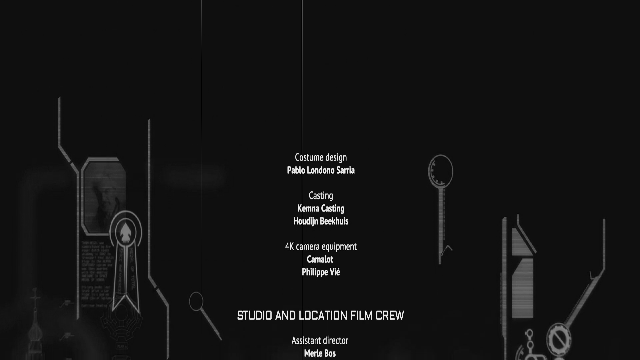 Costume design
Pablo Londono Sarria
Casting
Kemna Casting
Houdijn Beekhuis
4K camera equipment
Camalot
Philippe Vié
STUDIO AND LOCATION FILM CREW
Assistant director
Merle Bos